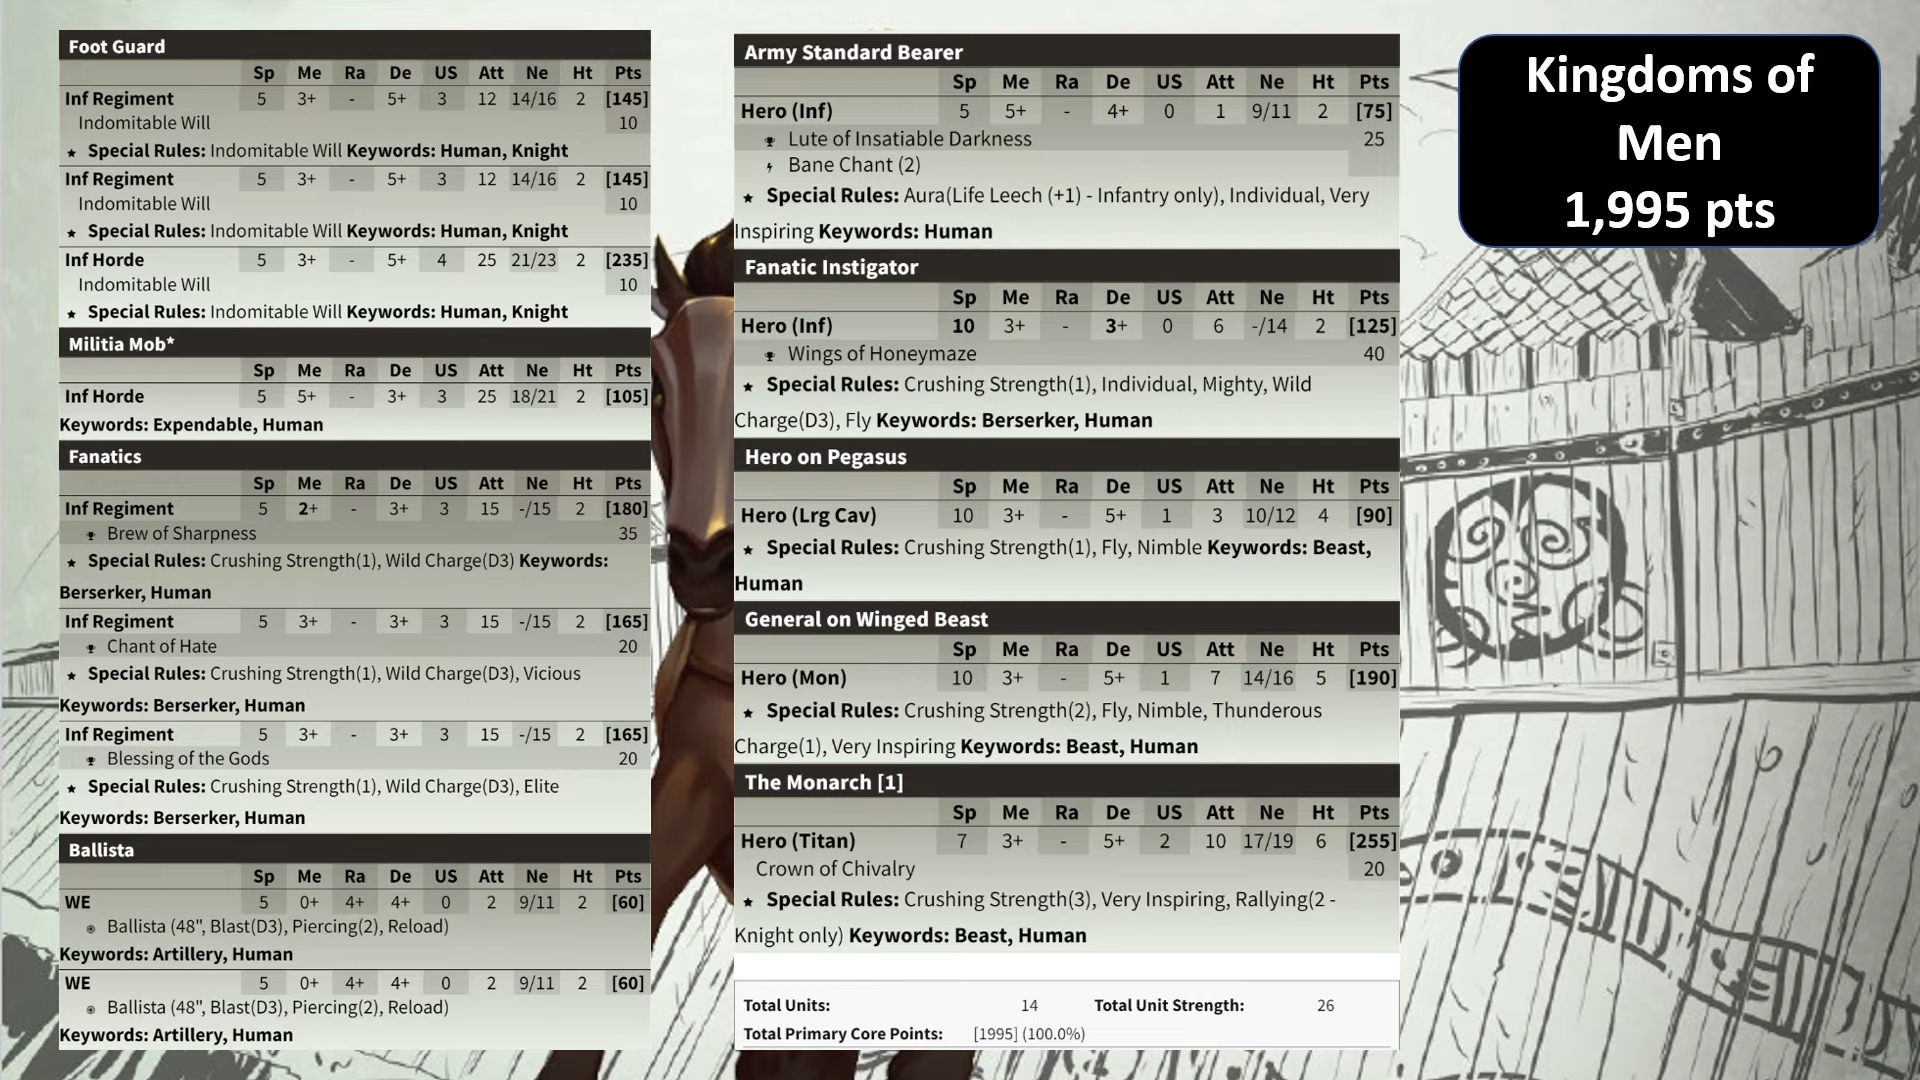 Foot Guard
Sp Me Ra De US Att Ne Ht Pts
Inf Regiment 5 3+ - 5+ 3 12 14/16 2 [145]
Indomitable Will 10
★ Special Rules: Indomitable Will Keywords: Human, Knight
Inf Regiment 5 3+ - 5+ 3 12 14/16 2 [145]
Indomitable Will 10
★ Special Rules: Indomitable Will Keywords: Human, Knight
Inf Horde 5 3+ - 5+ 4 25 21/23 2 [235]
Indomitable Will 10
★ Special Rules: Indomitable Will Keywords: Human, Knight
Militia Mob*
Sp Me Ra De US Att Ne Ht Pts
Inf Horde 5 5+ - 3+ 3 25 18/21 2 [105]
Keywords: Expendable, Human
Fanatics
Sp Me Ra De US Att Ne Ht Pts
Inf Regiment 5 2+ - 3+ 3 15 -/15 2 [180]
Brew of Sharpness 35
★ Special Rules: Crushing Strength(1), Wild Charge(D3) Keywords:
Berserker, Human
Inf Regiment 5 3+ - 3+ 3 15 -/15 2 [165]
Chant of Hate 20
★ Special Rules: Crushing Strength(1), Wild Charge(D3), Vicious
Keywords: Berserker, Human
Inf Regiment 5 3+ - 3+ 3 15 -/15 2 [165]
Blessing of the Gods 20
★ Special Rules: Crushing Strength(1), Wild Charge(D3), Elite
Keywords: Berserker, Human
Ballista
Sp Me Ra De US Att Ne Ht Pts
WE 5 0+ 4+ 4+ 0 2 9/11 2 [60]
Ballista (48", Blast(D3), Piercing(2), Reload)
Keywords: Artillery, Human
WE 5 0+ 4+ 4+ 0 2 9/11 2 [60]
Ballista (48", Blast(D3), Piercing(2), Reload)
Keywords: Artillery, Human
Army Standard Bearer
Sp Me Ra De US Att Ne Ht Pts
Hero (Inf) 5 5+ - 4+ 0 1 9/11 2 [75]
Lute of Insatiable Darkness 25
Bane Chant (2)
★ Special Rules: Aura(Life Leech (+1) - Infantry only), Individual, Very
Inspiring Keywords: Human
Fanatic Instigator
Sp Me Ra De US Att Ne Ht Pts
Hero (Inf) 10 3+ - 3+ 0 6 -/14 2 [125]
Wings of Honeymaze 40
★ Special Rules: Crushing Strength(1), Individual, Mighty, Wild
Charge(D3), Fly Keywords: Berserker, Human
Hero on Pegasus
Sp Me Ra De US Att Ne Ht Pts
Hero (Lrg Cav) 10 3+ - 5+ 1 3 10/12 4 [90]
★ Special Rules: Crushing Strength(1), Fly, Nimble Keywords: Beast,
Human
General on Winged Beast
Sp Me Ra De US Att Ne Ht Pts
Hero (Mon) 10 3+ - 5+ 1 7 14/16 5 [190]
★ Special Rules: Crushing Strength(2), Fly, Nimble, Thunderous
Charge(1), Very Inspiring Keywords: Beast, Human
The Monarch [1]
Sp Me Ra De US Att Ne Ht Pts
Hero (Titan) 7 3+ - 5+ 2 10 17/19 6 [255]
Crown of Chivalry 20
★ Special Rules: Crushing Strength(3), Very Inspiring, Rallying(2 -
Knight only) Keywords: Beast, Human
Total Units: 14 Total Unit Strength: 26
Total Primary Core Points: [1995] (100.0%)
Kingdoms of
Men
1,995 pts